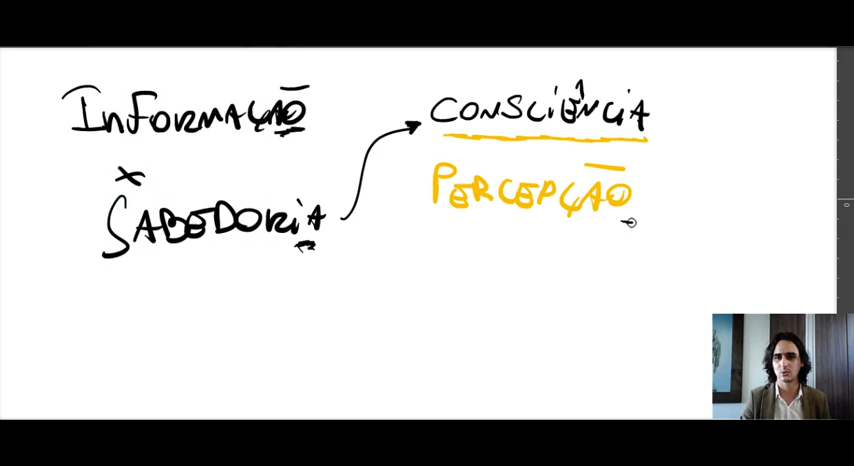 INFORMAÇÃO
x
SABEDORIA
CONSCIÊNCIA
PERCEPÇÃO